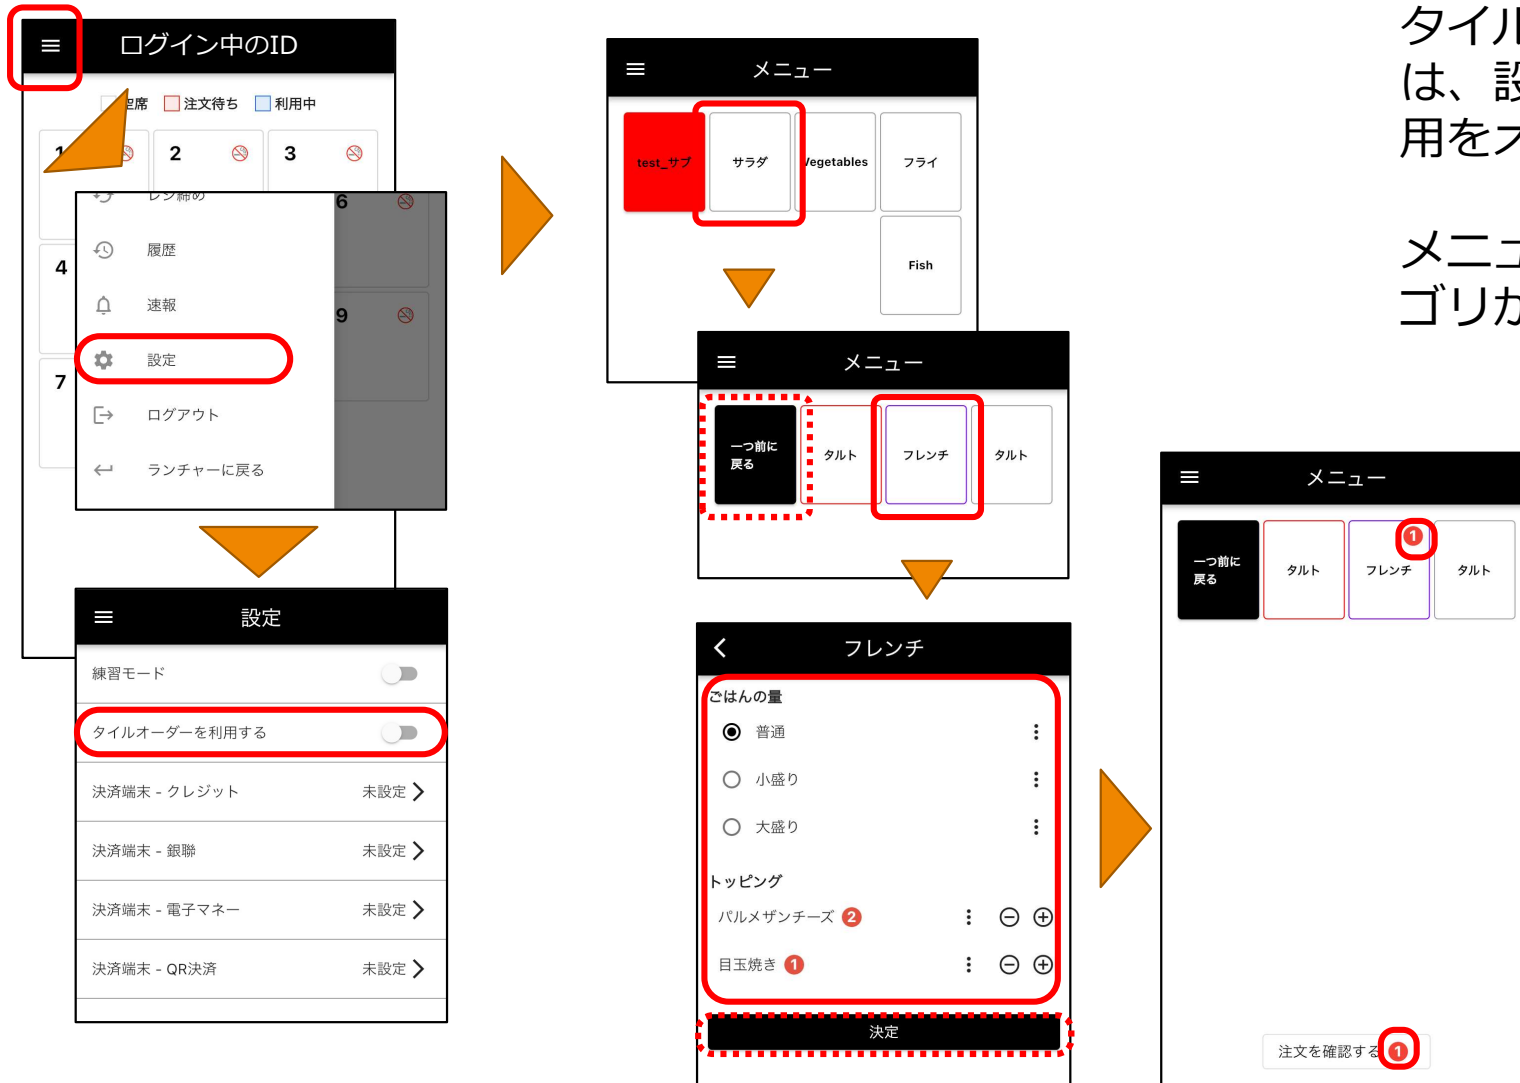 ログイン中のID
空席 注文待ち 利用中
1 2 3
4
7
6
9
レジ締め
履歴
速報
設定
ログアウト
ランチャーに戻る
設定
練習モード
タイルオーダーを利用する
決済端末 - クレジット 未設定
決済端末 - 銀聯 未設定
決済端末 - 電子マネー 未設定
決済端末 - QR決済 未設定
メニュー
test_サブ サラダ Vegetables フライ
Fish
メニュー
一つ前に
戻る
タルト フレンチ タルト
フレンチ
ごはんの量
普通
小盛り
大盛り
トッピング
パルメザンチーズ 2
目玉焼き 1
決定
メニュー
一つ前に
戻る
タルト フレンチ 1 タルト
注文を確認する 1
タイル
は、設
用をオ
メニュ
ゴリか